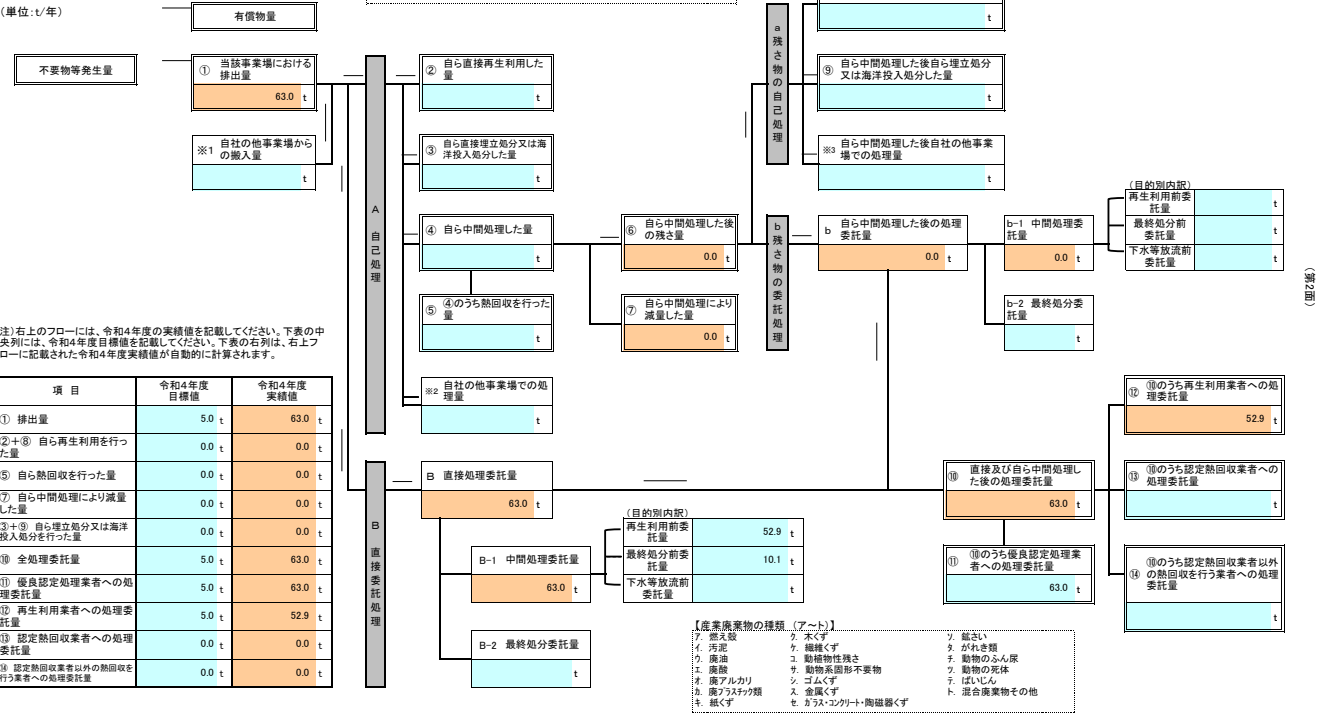 （単位：t/年）
有償物量
t
不要物等発生量
① 当該事業場における
排出量
63.0 t
※1 自社の他事業場から
の搬入量
t
A 自己処理
② 自ら直接再生利用した
量
t
③ 自ら直接埋立処分又は海
洋投入処分した量
t
④ 自ら中間処理した量
t
⑤ ④のうち熱回収を行った
量
t
※2 自社の他事業場での処
理量
t
⑥ 自ら中間処理した後
の残さ量
0.0 t
⑦ 自ら中間処理により
減量した量
0.0 t
a 残さ物の自己処理
⑨ 自ら中間処理した後自ら埋立処分
又は海洋投入処分した量
t
※3 自ら中間処理した後自社の他事業
場での処理量
t
b 残さ物の委託処理
b 自ら中間処理した後の処理
委託量
0.0 t
b-1 中間処理委
託量
0.0 t
b-2 最終処分委
託量
t
（目的別内訳）
再生利用前委
託量 t
最終処分前
委託量 t
下水等放流前
委託量 t
（第2面）
注）右上のフローには、令和４年度の実績値を記載してください。下表の中
央列には、令和４年度目標値を記載してください。下表の右列は、右上フ
ローに記載された令和４年度実績値が自動的に計算されます。
項 目 令和４年度
目標値 令和４年度
実績値
① 排出量 5.0 t 63.0 t
②＋⑧ 自ら再生利用を行っ
た量 0.0 t 0.0 t
⑤ 自ら熱回収を行った量 0.0 t 0.0 t
⑦ 自ら中間処理により減量
した量 0.0 t 0.0 t
③＋⑨ 自ら埋立処分又は海洋
投入処分を行った量 0.0 t 0.0 t
⑩ 全処理委託量 5.0 t 63.0 t
⑪ 優良認定処理業者への処
理委託量 5.0 t 63.0 t
⑫ 再生利用業者への処理委
託量 5.0 t 52.9 t
⑬ 認定熱回収業者への処理
委託量 0.0 t 0.0 t
⑭ 認定熱回収業者以外の熱回収を
行う業者への処理委託量 0.0 t 0.0 t
B 直接委託処理
B 直接処理委託量
63.0 t
B-1 中間処理委託量
63.0 t
B-2 最終処分委託量
t
（目的別内訳）
再生利用前委
託量 52.9 t
最終処分前委
託量 10.1 t
下水等放流前
委託量 t
⑩ 直接及び自ら中間処理し
た後の処理委託量
63.0 t
⑪ ⑩のうち優良認定処理業
者への処理委託量
63.0 t
⑫ ⑩のうち再生利用業者への処
理委託量
52.9 t
⑬ ⑩のうち認定熱回収業者への
処理委託量
t
⑭ ⑩のうち認定熱回収業者以外
の熱回収を行う業者への処理
委託量
t
【産業廃棄物の種類 （ア～ト）】
ア. 燃え殻 ク. 木くず ソ. 鉱さい
イ. 汚泥 ケ. 繊維くず タ. がれき類
ウ. 廃油 コ. 動植物性残さ チ. 動物のふん尿
エ. 廃酸 サ. 動物系固形不要物 ツ. 動物の死体
オ. 廃アルカリ シ. ゴムくず テ. ばいじん
カ. 廃プラスチック類 ス. 金属くず ト. 混合廃棄物その他
キ. 紙くず セ. ガラス・コンクリート・陶磁器くず